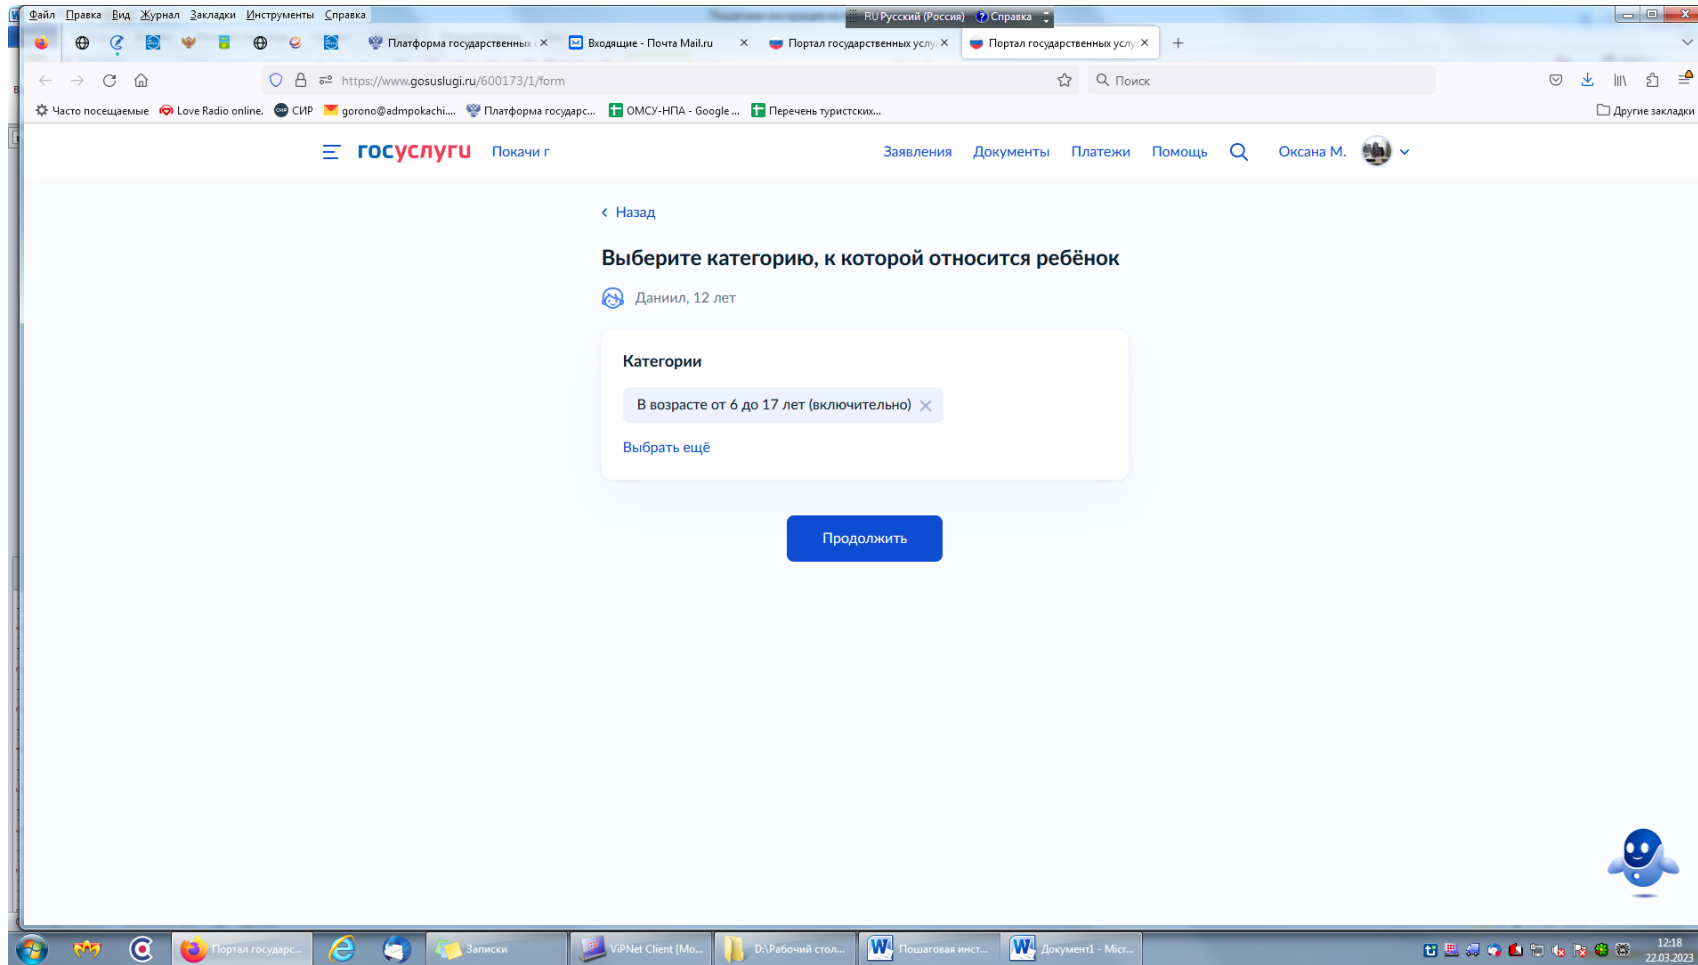 Файл Правка Вид Журнал Закладки Инструменты Справка
RU Русский (Россия) Справка
Платформа государственных
Входящие - Почта Mail.ru
Портал государственных услу
Портал государственных услу
https://www.gosuslugi.ru/600173/1/form
Поиск
Часто посещаемые Love Radio online. СИР gorono@admpokachi.... Платформа государс... ОМСУ-НПА - Google ... Перечень туристских...
Другие закладки
госуслуги Покачи г
Заявления Документы Платежи Помощь Оксана М.
Назад
Выберите категорию, к которой относится ребёнок
Даниил, 12 лет
Категории
В возрасте от 6 до 17 лет (включительно)
Выбрать ещё
Продолжить
Портал государс...
Записки
ViPNet Client [Мо...
D:\Рабочий стол...
Пошаговая инст...
Документ1 - Micr...
12:18
22.03.2023